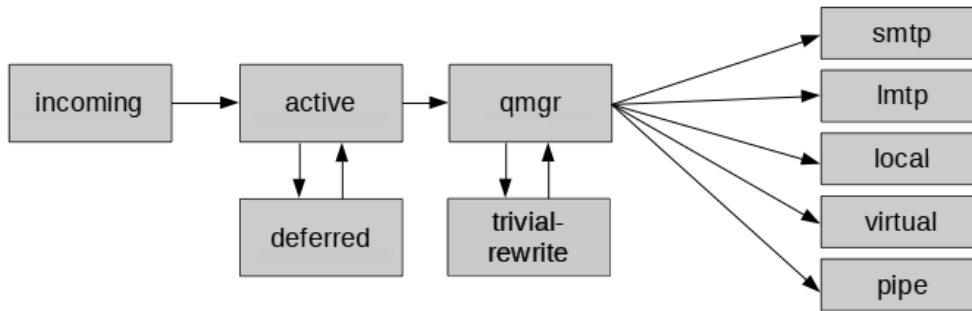 incoming
active
qmgr
deferred
trivial-
rewrite
smtp
lmtp
local
virtual
pipe